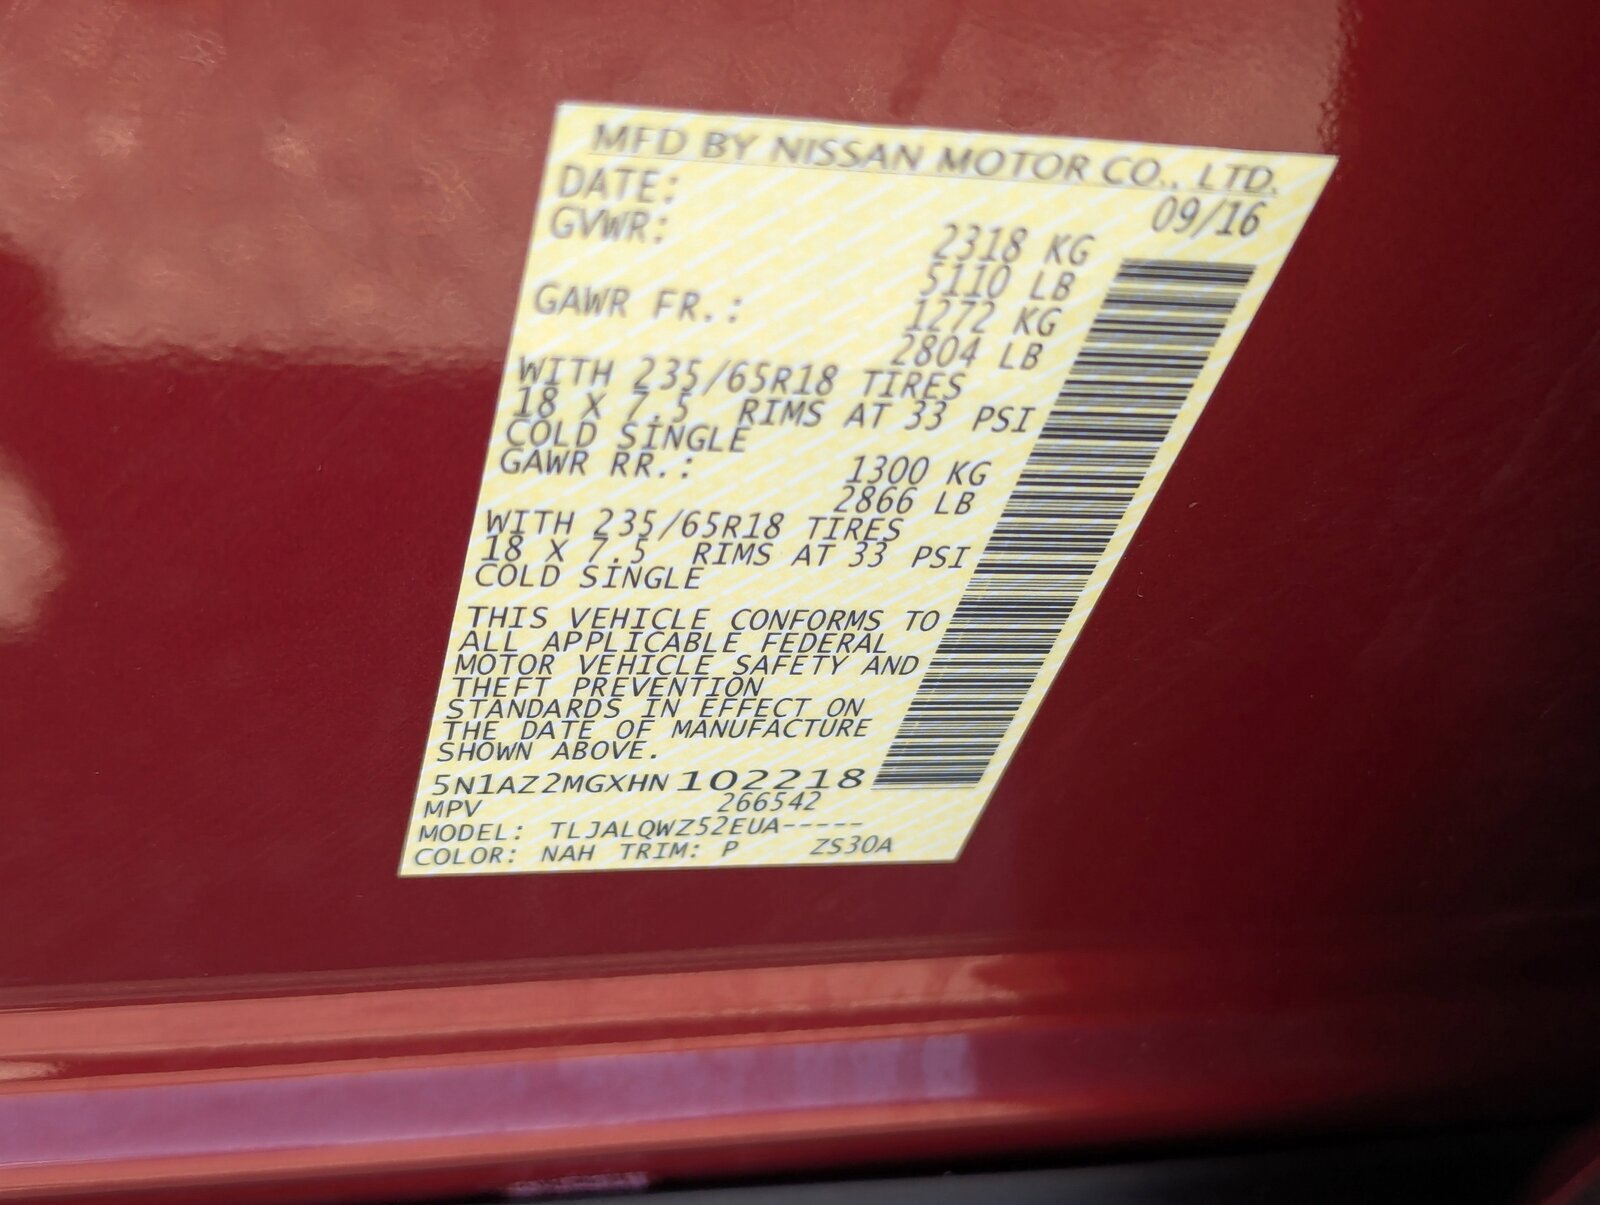 MFD BY NISSAN MOTOR CO., LTD.
DATE: 09/16
GVWR: 2318 KG
5110 LB
GAWR FR.: 1272 KG
2804 LB
WITH 235/65R18 TIRES
18 X 7.5 RIMS AT 33 PSI
COLD SINGLE
GAWR RR.: 1300 KG
2866 LB
WITH 235/65R18 TIRES
18 X 7.5 RIMS AT 33 PSI
COLD SINGLE
THIS VEHICLE CONFORMS TO
ALL APPLICABLE FEDERAL
MOTOR VEHICLE SAFETY AND
THEFT PREVENTION
STANDARDS IN EFFECT ON
THE DATE OF MANUFACTURE
SHOWN ABOVE.
5N1AZ2MGXHN102218
MPV 266542
MODEL: TLJALQWZ52EUA-----
COLOR: NAH TRIM: P ZS30A